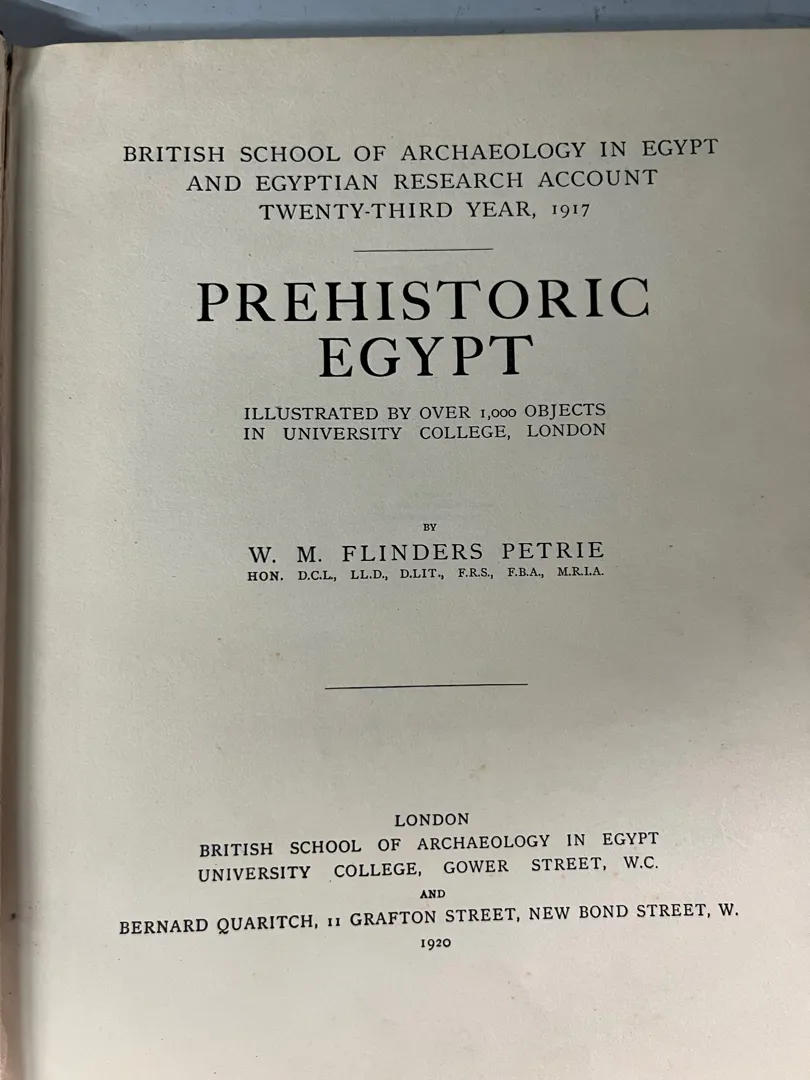 BRITISH SCHOOL OF ARCHAEOLOGY IN EGYPT
AND EGYPTIAN RESEARCH ACCOUNT
TWENTY-THIRD YEAR, 1917
PREHISTORIC
EGYPT
ILLUSTRATED BY OVER 1,000 OBJECTS
IN UNIVERSITY COLLEGE, LONDON
BY
W. M. FLINDERS PETRIE
HON. D.C.L., LL.D., D.LIT., F.R.S., F.B.A., M.R.I.A.
LONDON
BRITISH SCHOOL OF ARCHAEOLOGY IN EGYPT
UNIVERSITY COLLEGE, GOWER STREET, W.C.
AND
BERNARD QUARITCH, 11 GRAFTON STREET, NEW BOND STREET, W.
1920